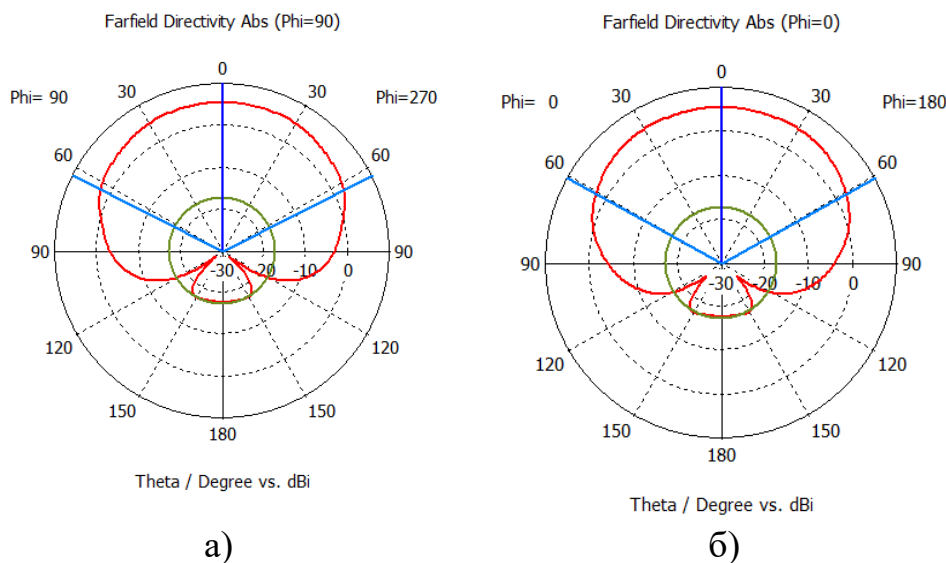 Farfield Directivity Abs (Phi=90)
0
30 30
Phi= 90 Phi=270
60 60
90 -30 -20 -10 0 90
120 120
150 150
180
Theta / Degree vs. dBi
а)
Farfield Directivity Abs (Phi=0)
0
30 30
Phi= 0 Phi=180
60 60
90 -30 -20 -10 0 90
120 120
150 150
180
Theta / Degree vs. dBi
б)